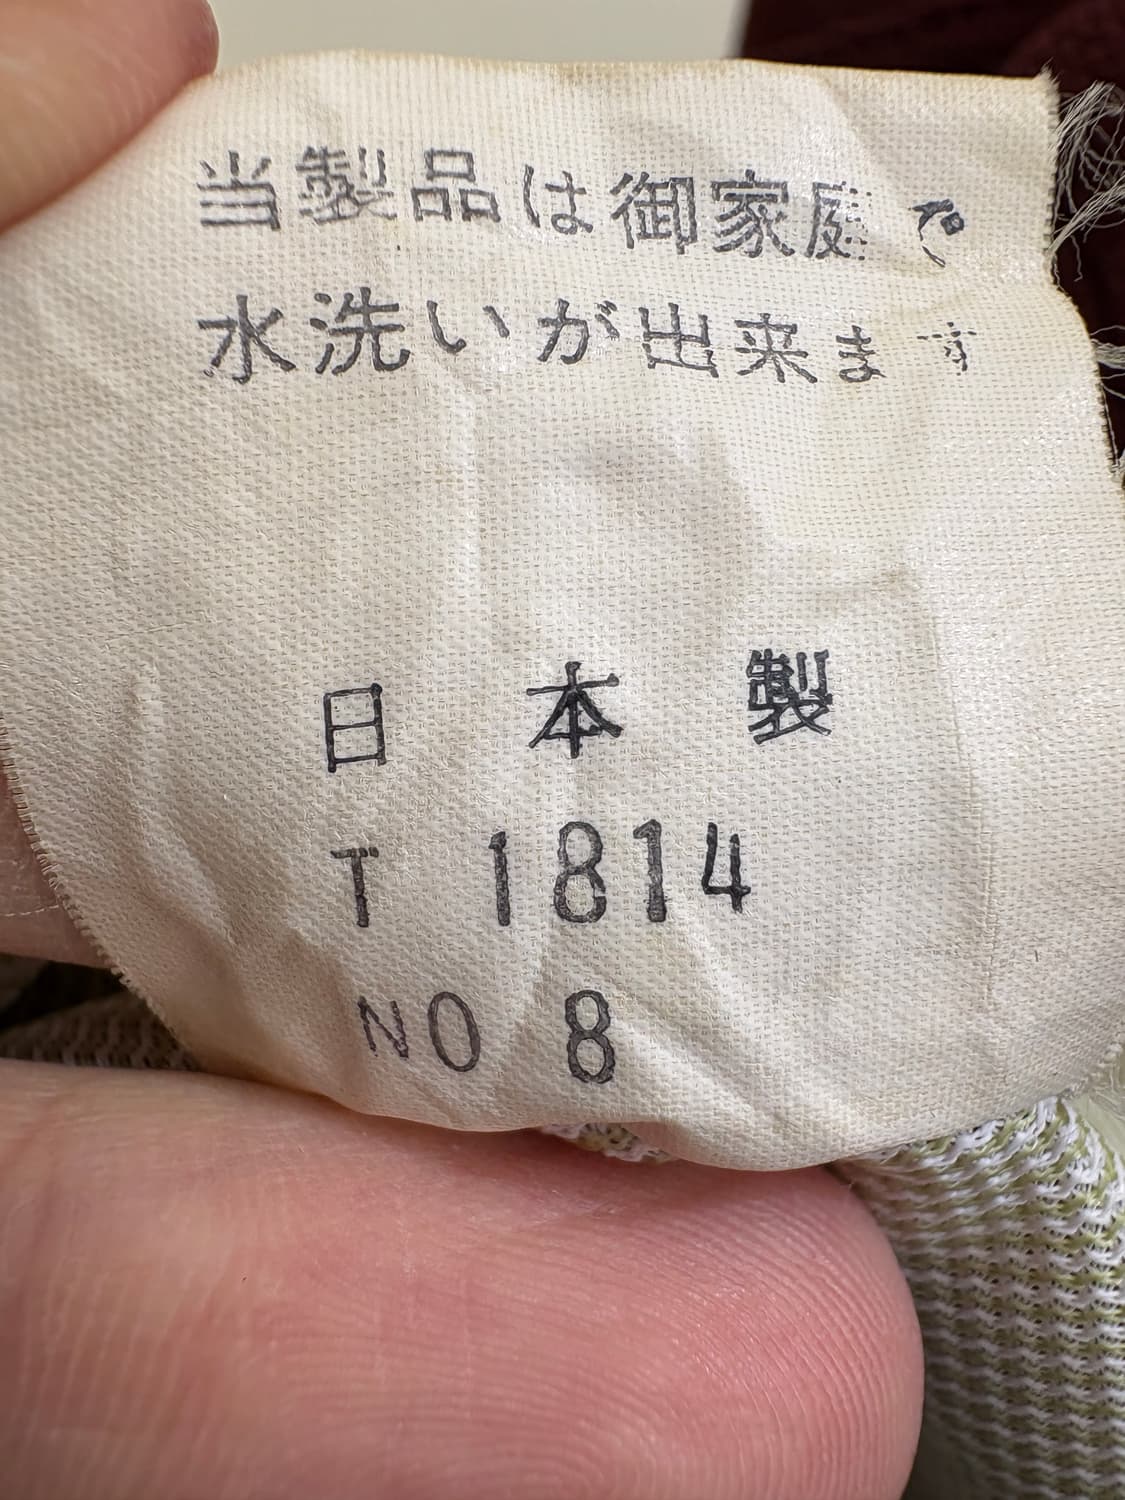 当製品は御家庭で
水洗いが出来ます
日本製
T 1814
NO 8